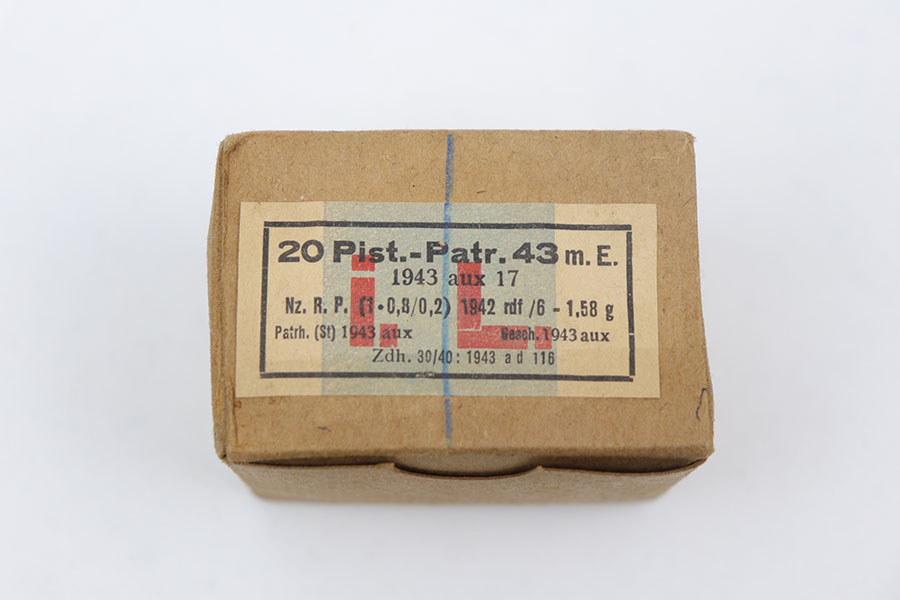 20 Pist.-Patr. 43 m. E.
1943 aux 17
Nz. R. P. (1•0,8/0,2) 1942 rdf /6 - 1,58 g
Patrh. (St) 1943 aux Gesch. 1943 aux
Zdh. 30/40: 1943 a d 116
i. L.